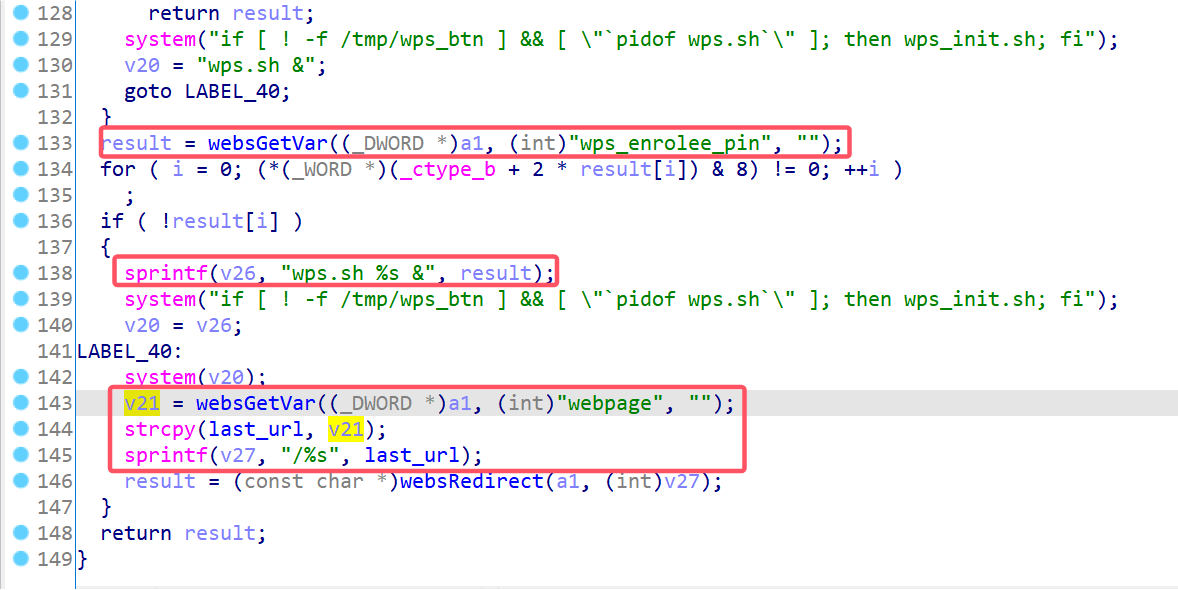 128       return result;
129     system("if [ ! -f /tmp/wps_btn ] && [ \"`pidof wps.sh`\" ]; then wps_init.sh; fi");
130     v20 = "wps.sh &";
131     goto LABEL_40;
132   }
133   result = websGetVar((_DWORD *)a1, (int)"wps_enrolee_pin", "");
134   for ( i = 0; (*(_WORD *)(_ctype_b + 2 * result[i]) & 8) != 0; ++i )
135     ;
136   if ( !result[i] )
137   {
138     sprintf(v26, "wps.sh %s &", result);
139     system("if [ ! -f /tmp/wps_btn ] && [ \"`pidof wps.sh`\" ]; then wps_init.sh; fi");
140     v20 = v26;
141 LABEL_40:
142     system(v20);
143     v21 = websGetVar((_DWORD *)a1, (int)"webpage", "");
144     strcpy(last_url, v21);
145     sprintf(v27, "/%s", last_url);
146     result = (const char *)websRedirect(a1, (int)v27);
147   }
148   return result;
149 }